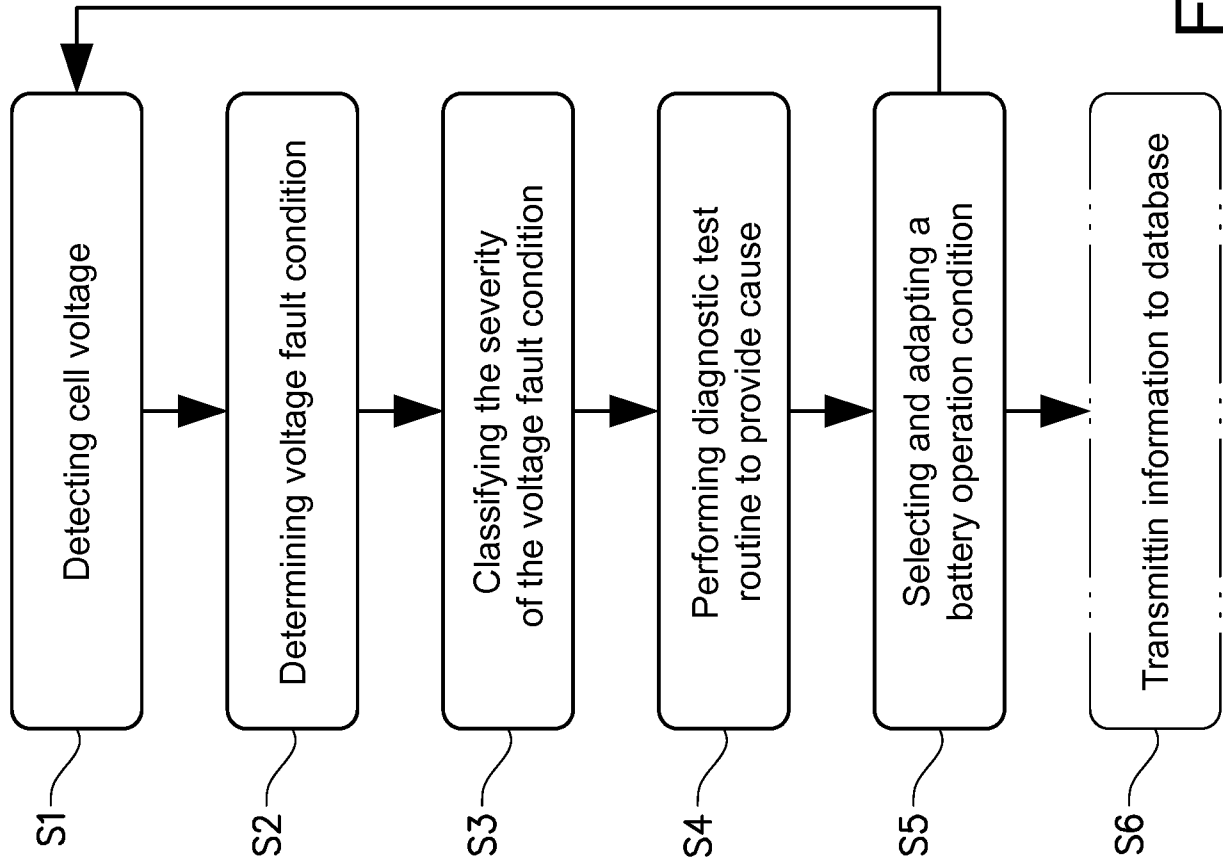 S1
Detecting cell voltage
S2
Determining voltage fault condition
S3
Classifying the severity
of the voltage fault condition
S4
Performing diagnostic test
routine to provide cause
S5
Selecting and adapting a
battery operation condition
S6
Transmittin information to database
F